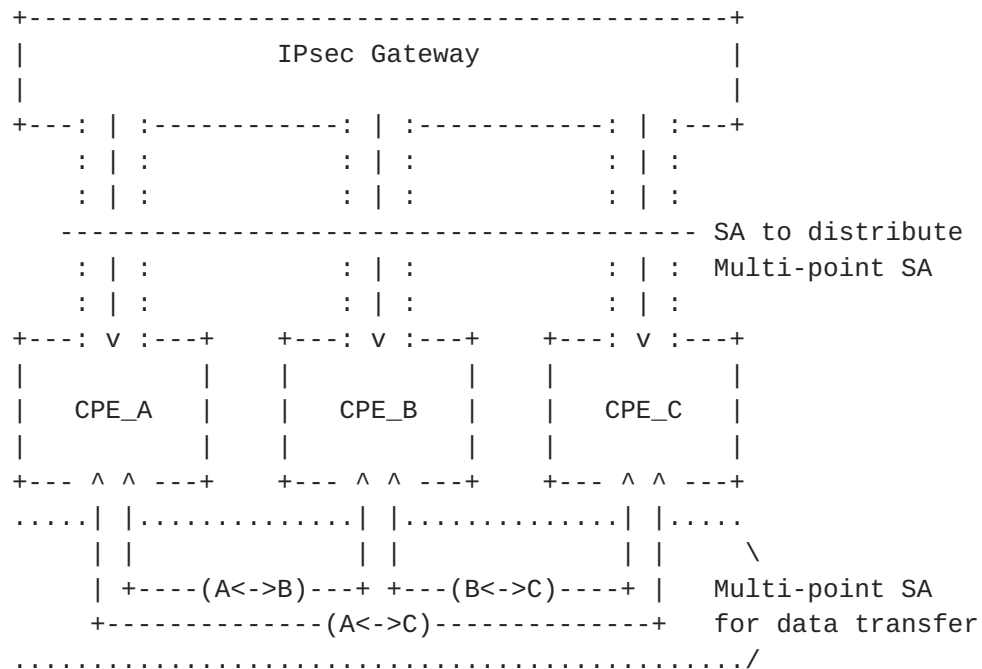 IPsec Gateway
SA to distribute
Multi-point SA
CPE_A CPE_B CPE_C
(A<->B) (B<->C) Multi-point SA
(A<->C) for data transfer